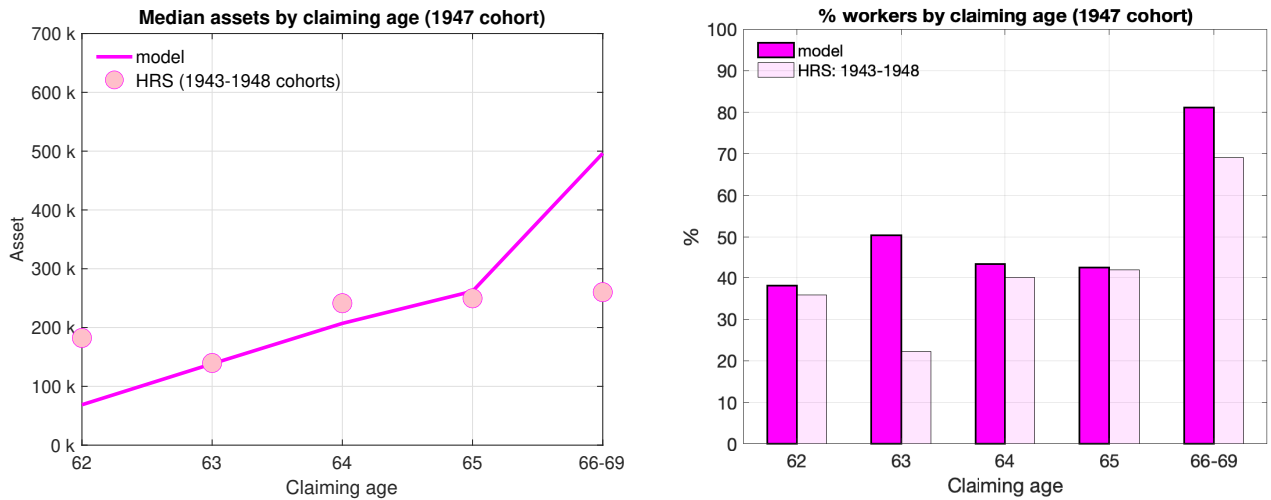 Median assets by claiming age (1947 cohort)
700 k
600 k
500 k
400 k
300 k
200 k
100 k
0 k
Asset
model
HRS (1943-1948 cohorts)
62
63
64
65
66-69
Claiming age
% workers by claiming age (1947 cohort)
100
90
80
70
60
50
40
30
20
10
0
%
model
HRS: 1943-1948
62
63
64
65
66-69
Claiming age